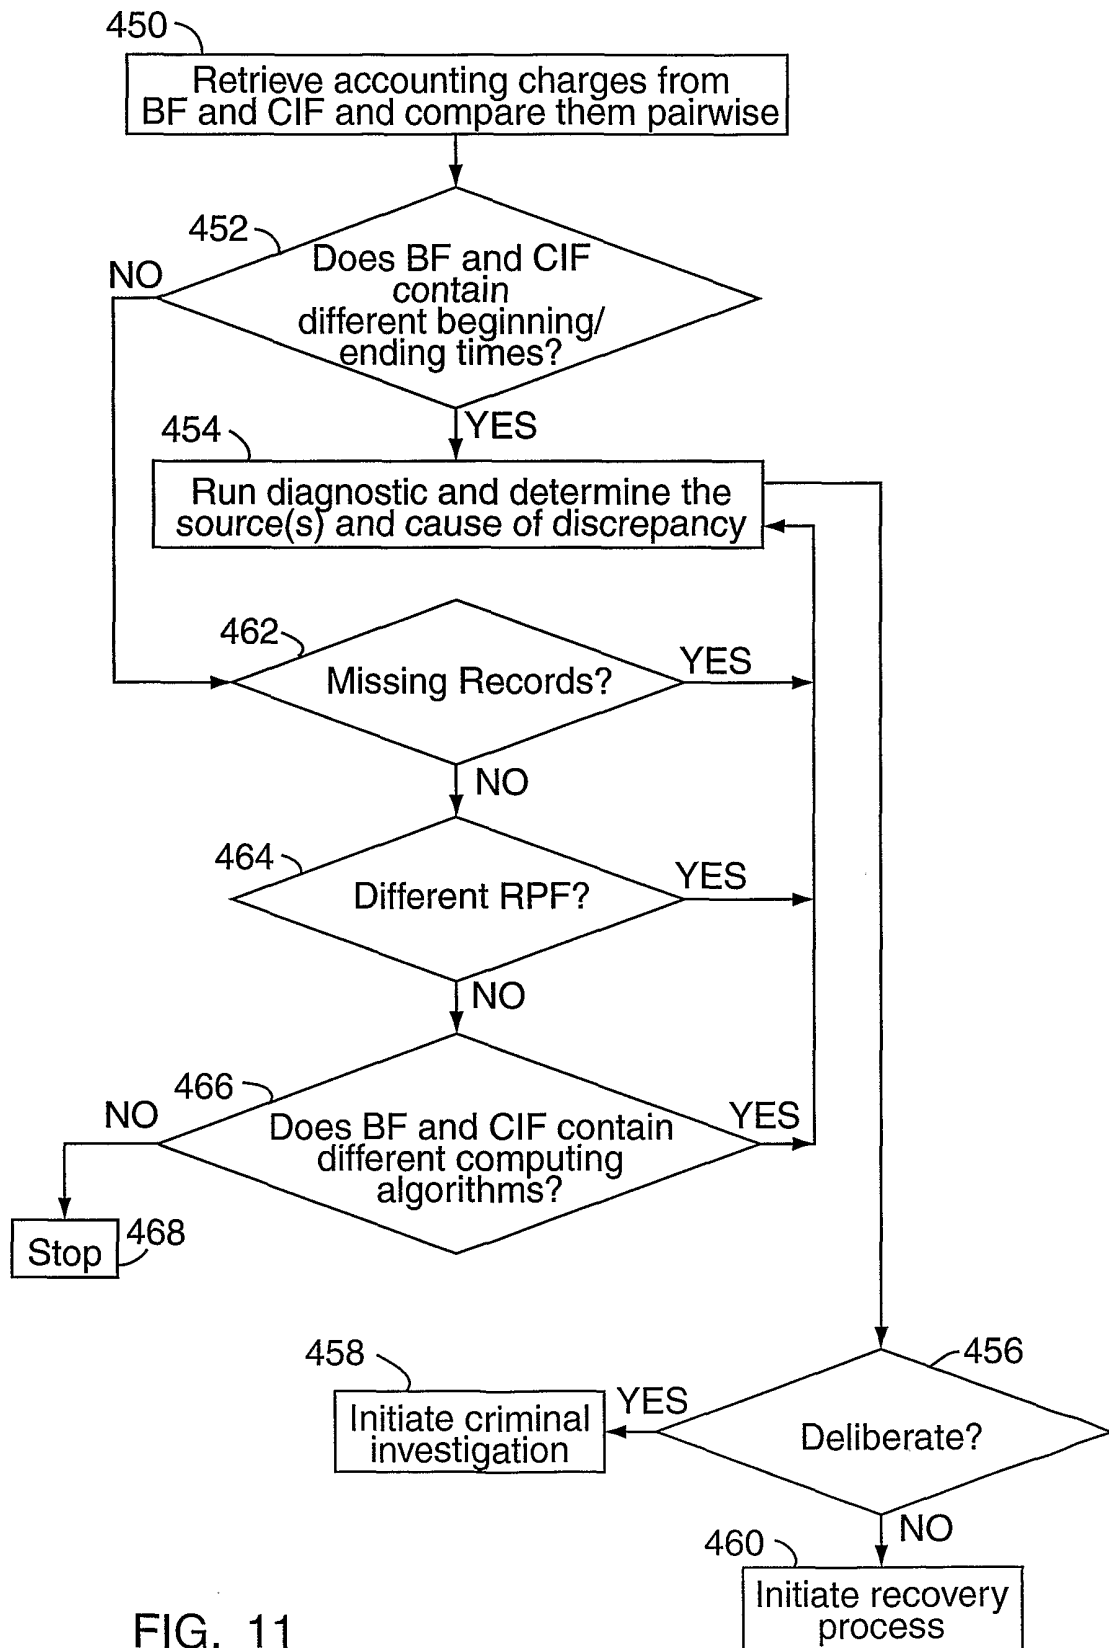 450
Retrieve accounting charges from
BF and CIF and compare them pairwise
452
NO
Does BF and CIF
contain
different beginning/
ending times?
YES
454
Run diagnostic and determine the
source(s) and cause of discrepancy
462
Missing Records?
YES
NO
464
Different RPF?
YES
NO
466
NO
Does BF and CIF contain
different computing
algorithms?
YES
Stop
468
458
Initiate criminal
investigation
YES
456
Deliberate?
NO
460
Initiate recovery
process
FIG. 11